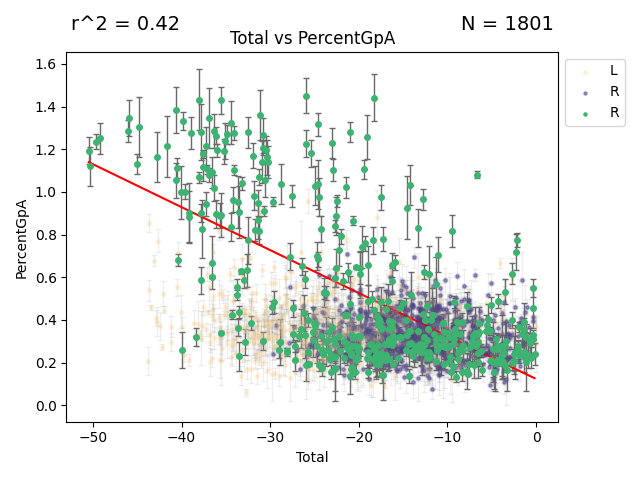 r^2 = 0.42
N = 1801
Total vs PercentGpA
L
R
R
PercentGpA
1.6
1.4
1.2
1.0
0.8
0.6
0.4
0.2
0.0
−50
−40
−30
−20
−10
0
Total